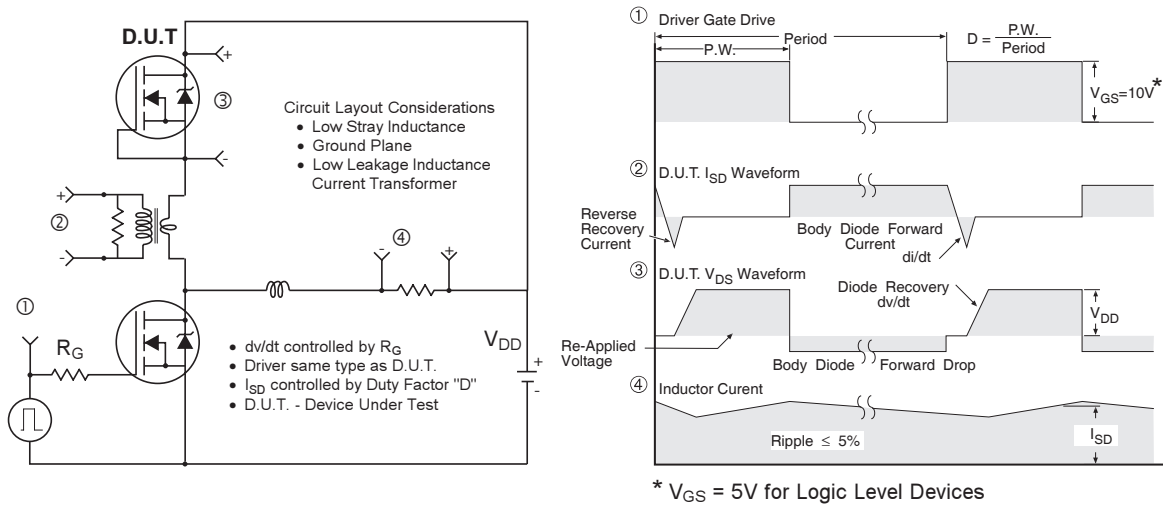 D.U.T
+
③
-
Circuit Layout Considerations
• Low Stray Inductance
• Ground Plane
• Low Leakage Inductance
Current Transformer
+
②
-
④
-
+
①
RG
VDD
+
-
• dv/dt controlled by RG
• Driver same type as D.U.T.
• ISD controlled by Duty Factor "D"
• D.U.T. - Device Under Test
① Driver Gate Drive
P.W.
Period
D = P.W.
Period
VGS=10V *
② D.U.T. ISD Waveform
Reverse
Recovery
Current
Body Diode Forward
Current
di/dt
③ D.U.T. VDS Waveform
Diode Recovery
dv/dt
VDD
Re-Applied
Voltage
Body Diode Forward Drop
④ Inductor Curent
Ripple ≤ 5%
ISD
* VGS = 5V for Logic Level Devices